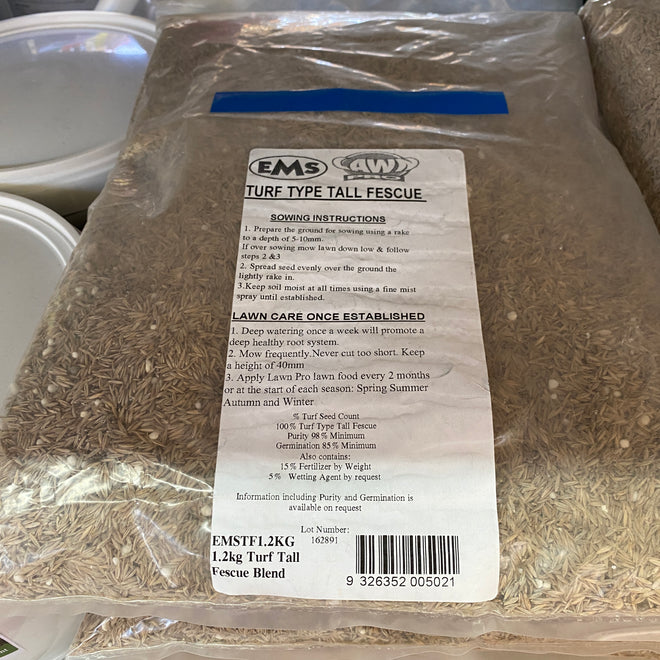 EMS LAWN PRO
TURF TYPE TALL FESCUE
SOWING INSTRUCTIONS
1. Prepare the ground for sowing using a rake
to a depth of 5-10mm.
If over sowing mow lawn down low & follow
steps 2 &3
2. Spread seed evenly over the ground the
lightly rake in.
3.Keep soil moist at all times using a fine mist
spray until established.
LAWN CARE ONCE ESTABLISHED
1. Deep watering once a week will promote a
deep healthy root system.
2. Mow frequently.Never cut too short. Keep
a height of 40mm
3. Apply Lawn Pro lawn food every 2 months
or at the start of each season: Spring Summer
Autumn and Winter
% Turf Seed Count
100% Turf Type Tall Fescue
Purity 98% Minimum
Germination 85% Minimum
Also contains:
15% Fertilizer by Weight
5% Wetting Agent by request
Information including Purity and Germination is
available on request
Lot Number:
162891
EMSTF1.2KG
1.2kg Turf Tall
Fescue Blend
9 326352 005021